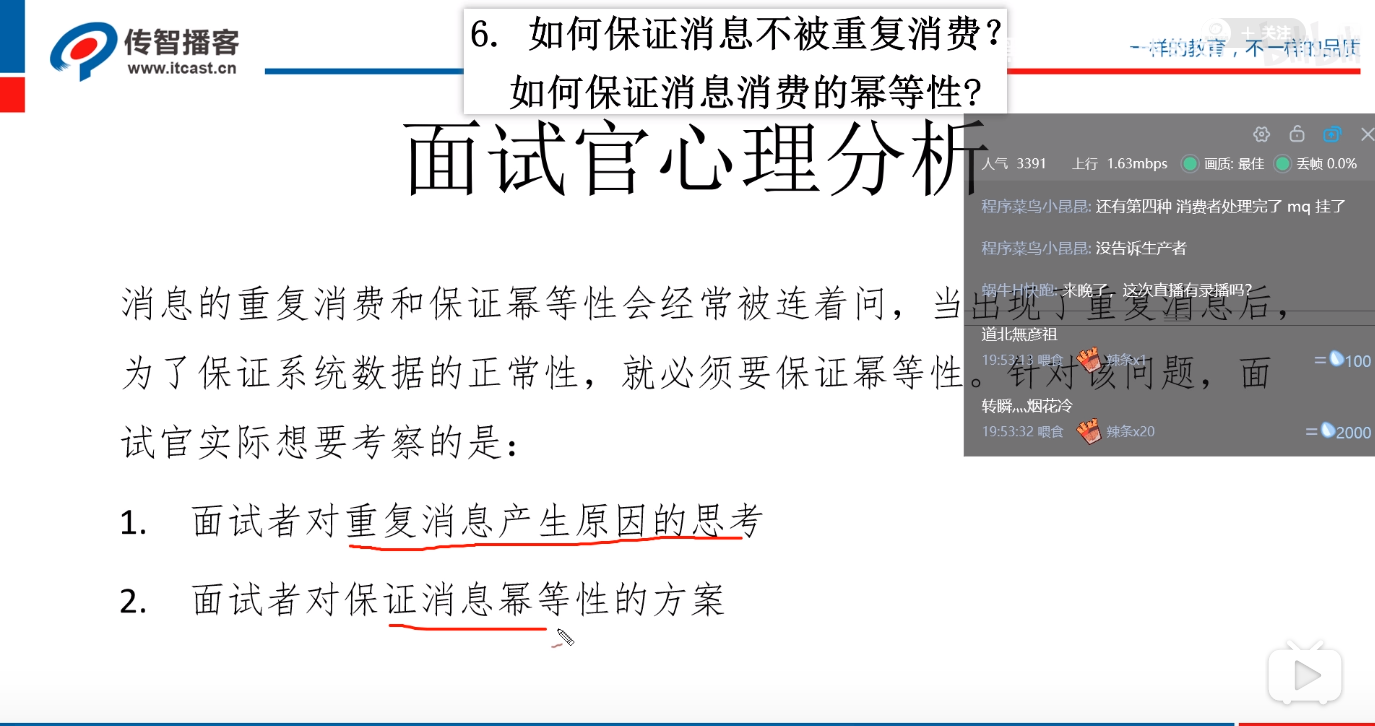 传智播客
www.itcast.cn
6. 如何保证消息不被重复消费？
如何保证消息消费的幂等性?
一样的教育，不一样的品质
+ 关注
面试官心理分析
人气 3391 上行 1.63mbps 画质: 最佳 丢帧 0.0%
程序菜鸟小昆昆: 还有第四种 消费者处理完了 mq 挂了
程序菜鸟小昆昆: 没告诉生产者
蜗牛H快跑: 来晚了，这次直播有录播吗?
消息的重复消费和保证幂等性会经常被连着问，当出现了重复消息后，
道北無彦祖
19:53:13 喂食 辣条x1 =100
为了保证系统数据的正常性，就必须要保证幂等性。针对该问题，面
转瞬灬烟花冷
19:53:32 喂食 辣条x20 =2000
试官实际想要考察的是：
1. 面试者对重复消息产生原因的思考
2. 面试者对保证消息幂等性的方案